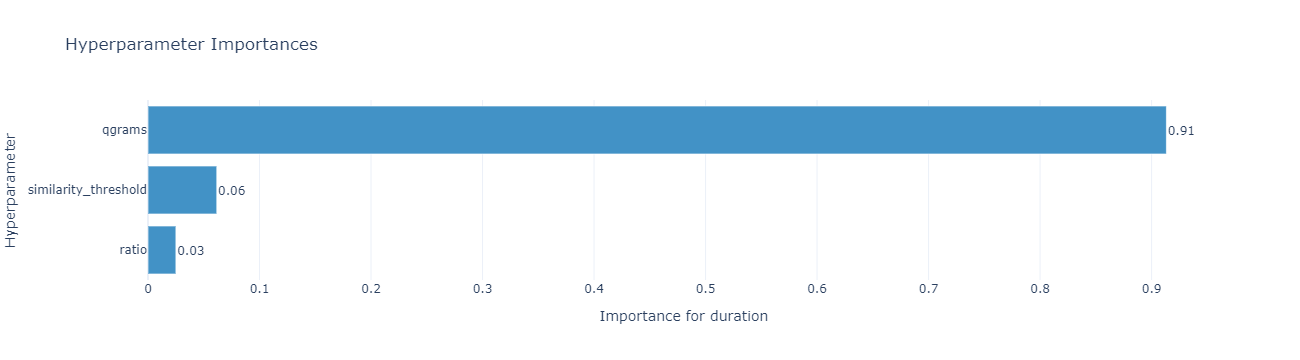 Hyperparameter Importances
Hyperparameter
qgrams
0.91
similarity_threshold
0.06
ratio
0.03
0 0.1 0.2 0.3 0.4 0.5 0.6 0.7 0.8 0.9
Importance for duration